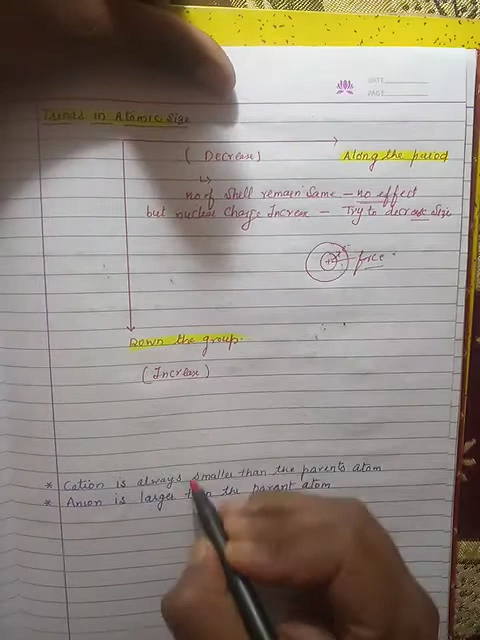 DATE
PAGE
Trends in Atomic Size
( Decrease)
Along the period
no of shell remain same - no effect
but nuclear charge Increase - Try to decrease size
force
Down the group.
(Increase)
* Cation is always smaller than the parents atom
* Anion is larger than the parant atom